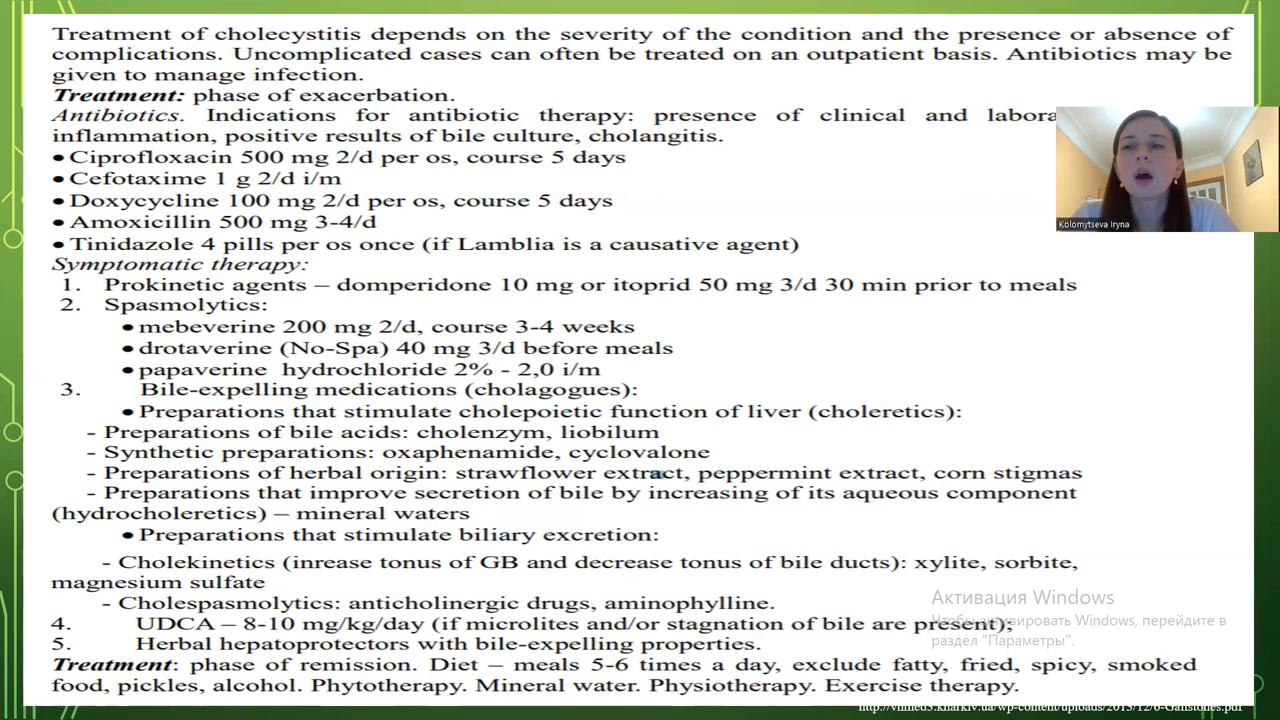 Treatment of cholecystitis depends on the severity of the condition and the presence or absence of
complications. Uncomplicated cases can often be treated on an outpatient basis. Antibiotics may be
given to manage infection.
Treatment: phase of exacerbation.
Antibiotics. Indications for antibiotic therapy: presence of clinical and
inflammation, positive results of bile culture, cholangitis.
• Ciprofloxacin 500 mg 2/d per os, course 5 days
• Cefotaxime 1 g 2/d i/m
• Doxycycline 100 mg 2/d per os, course 5 days
• Amoxicillin 500 mg 3-4/d
• Tinidazole 4 pills per os once (if Lamblia is a causative agent)
Kolomytseva Iryna
Symptomatic therapy:
1. Prokinetic agents – domperidone 10 mg or itoprid 50 mg 3/d 30 min prior to meals
2. Spasmolytics:
• mebeverine 200 mg 2/d, course 3-4 weeks
• drotaverine (No-Spa) 40 mg 3/d before meals
• papaverine hydrochloride 2% - 2,0 i/m
3. Bile-expelling medications (cholagogues):
• Preparations that stimulate cholepoietic function of liver (choleretics):
- Preparations of bile acids: cholenzym, liobilum
- Synthetic preparations: oxaphenamide, cyclovalone
- Preparations of herbal origin: strawflower extract, peppermint extract, corn stigmas
- Preparations that improve secretion of bile by increasing of its aqueous component
(hydrocholeretics) – mineral waters
• Preparations that stimulate biliary excretion:
- Cholekinetics (inrease tonus of GB and decrease tonus of bile ducts): xylite, sorbite,
magnesium sulfate
- Cholespasmolytics: anticholinergic drugs, aminophylline.
4. UDCA – 8-10 mg/kg/day (if microlites and/or stagnation of bile are present);
5. Herbal hepatoprotectors with bile-expelling properties.
Активация Windows
Чтобы активировать Windows, перейдите в
раздел "Параметры".
Treatment: phase of remission. Diet – meals 5-6 times a day, exclude fatty, fried, spicy, smoked
food, pickles, alcohol. Phytotherapy. Mineral water. Physiotherapy. Exercise therapy.